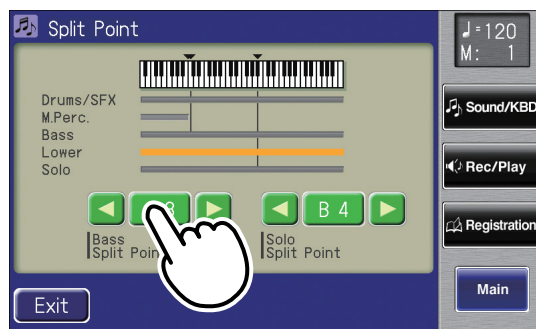 Split Point
♩=120
M: 1
Drums/SFX
M.Perc.
Bass
Lower
Solo
Sound/KBD
Rec/Play
Registration
Main
B 4
Bass
Split
Solo
Split Point
Exit